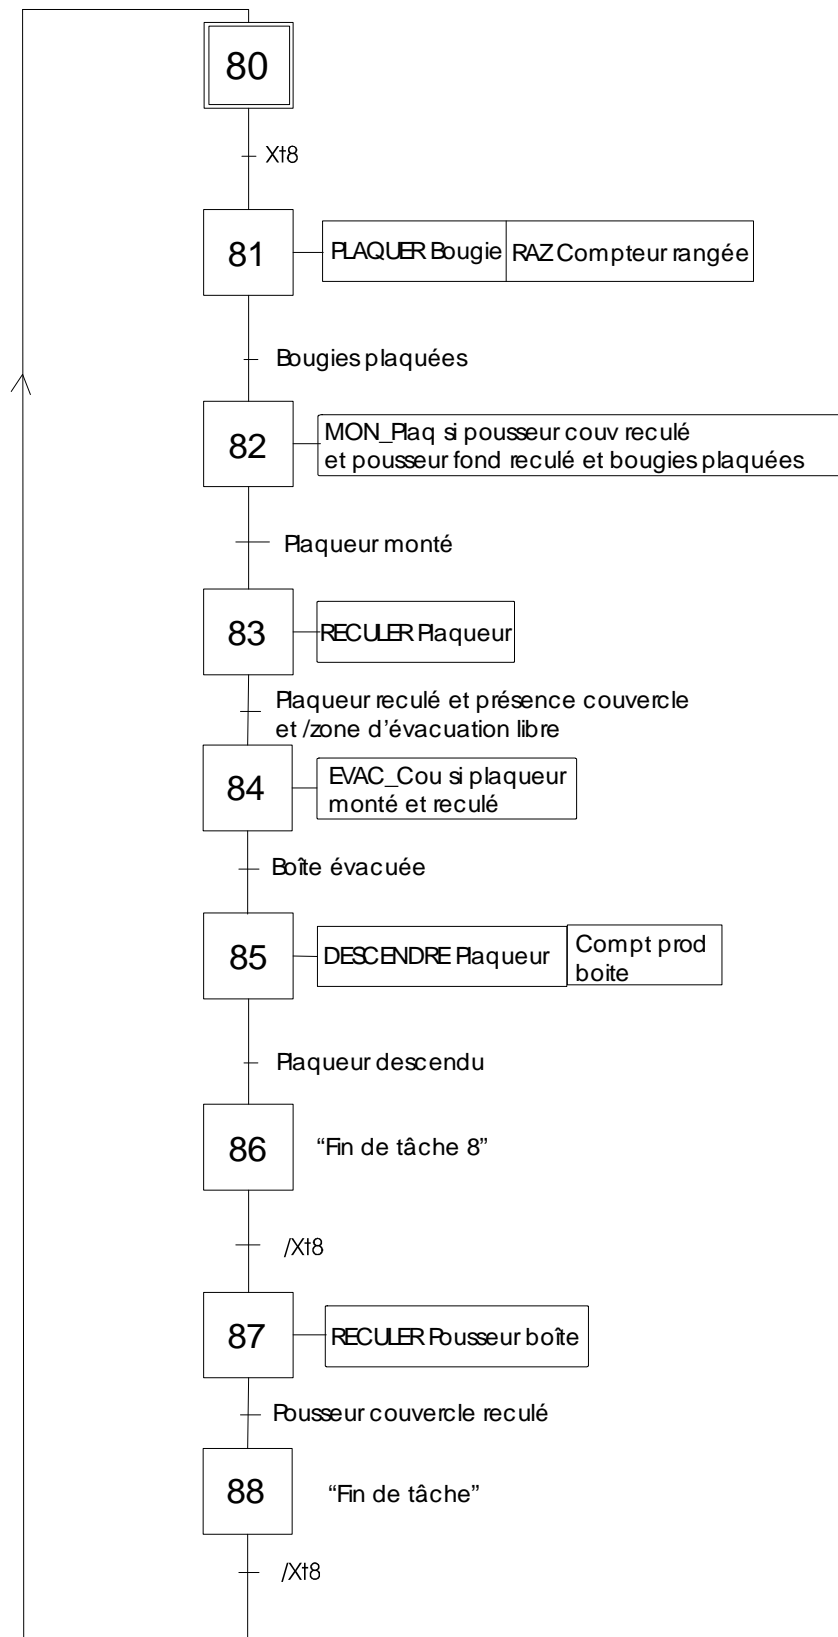 80
Xt8
81
PLAQUER Bougie
RAZ Compteur rangée
Bougies plaquées
82
MON_Plaq si pousseur couv reculé
et pousseur fond reculé et bougies plaquées
Plaqueur monté
83
RECULER Plaqueur
Plaqueur reculé et présence couvercle
et /zone d'évacuation libre
84
EVAC_Cou si plaqueur
monté et reculé
Boîte évacuée
85
DESCENDRE Plaqueur
Compt prod
boite
Plaqueur descendu
86
“Fin de tâche 8”
/Xt8
87
RECULER Pousseur boîte
Pousseur couvercle reculé
88
“Fin de tâche”
/Xt8